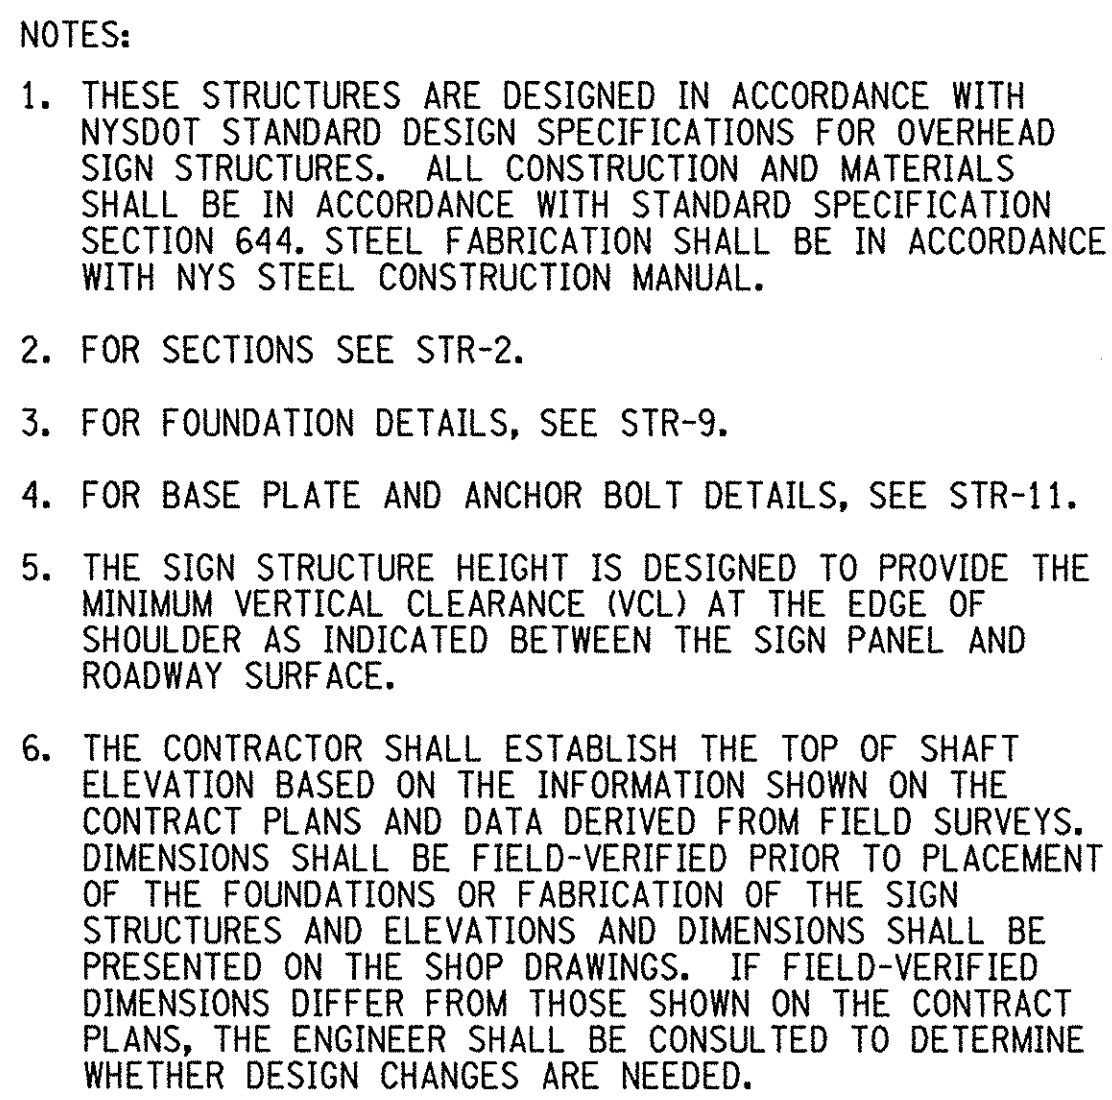 NOTES:
1. THESE STRUCTURES ARE DESIGNED IN ACCORDANCE WITH
NYSDOT STANDARD DESIGN SPECIFICATIONS FOR OVERHEAD
SIGN STRUCTURES. ALL CONSTRUCTION AND MATERIALS
SHALL BE IN ACCORDANCE WITH STANDARD SPECIFICATION
SECTION 644. STEEL FABRICATION SHALL BE IN ACCORDANCE
WITH NYS STEEL CONSTRUCTION MANUAL.
2. FOR SECTIONS SEE STR-2.
3. FOR FOUNDATION DETAILS, SEE STR-9.
4. FOR BASE PLATE AND ANCHOR BOLT DETAILS, SEE STR-11.
5. THE SIGN STRUCTURE HEIGHT IS DESIGNED TO PROVIDE THE
MINIMUM VERTICAL CLEARANCE (VCL) AT THE EDGE OF
SHOULDER AS INDICATED BETWEEN THE SIGN PANEL AND
ROADWAY SURFACE.
6. THE CONTRACTOR SHALL ESTABLISH THE TOP OF SHAFT
ELEVATION BASED ON THE INFORMATION SHOWN ON THE
CONTRACT PLANS AND DATA DERIVED FROM FIELD SURVEYS.
DIMENSIONS SHALL BE FIELD-VERIFIED PRIOR TO PLACEMENT
OF THE FOUNDATIONS OR FABRICATION OF THE SIGN
STRUCTURES AND ELEVATIONS AND DIMENSIONS SHALL BE
PRESENTED ON THE SHOP DRAWINGS. IF FIELD-VERIFIED
DIMENSIONS DIFFER FROM THOSE SHOWN ON THE CONTRACT
PLANS, THE ENGINEER SHALL BE CONSULTED TO DETERMINE
WHETHER DESIGN CHANGES ARE NEEDED.